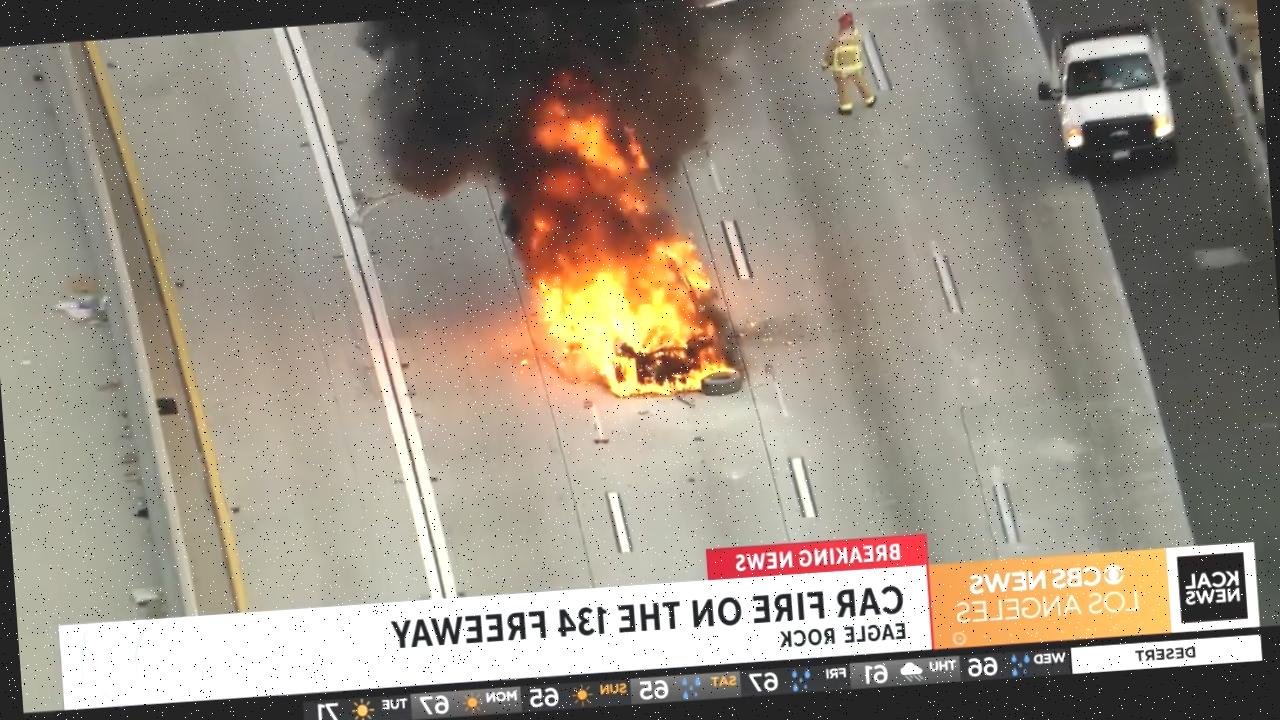 BREAKING NEWS
CAR FIRE ON THE 134 FREEWAY
EAGLE ROCK
CBS NEWS
LOS ANGELES
KCAL
NEWS
DESERT
WED 66 THU 61 FRI 67 SAT 65 SUN 65 MON 67 TUE 71